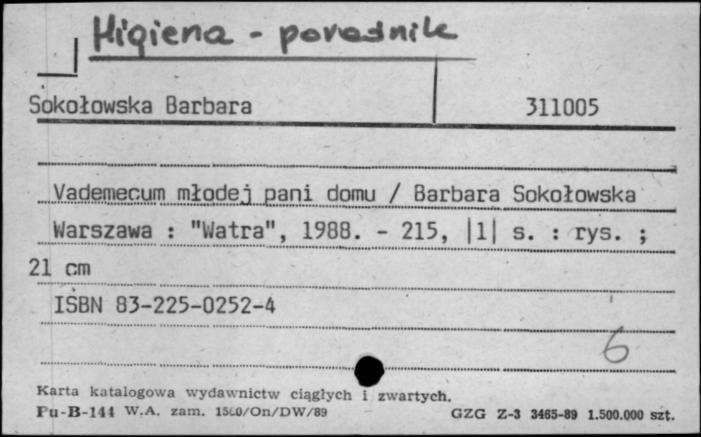 Higiena - poradnik
Sokołowska Barbara 311005
Vademecum młodej pani domu / Barbara Sokołowska
Warszawa : "Watra", 1988. - 215, |1| s. : rys. ;
21 cm
ISBN 83-225-0252-4
6
Karta katalogowa wydawnictw ciągłych i zwartych.
Pu-B-144 W.A. zam. /On/DW/89 GZG Z-3 3465-89 1.500.000 szt.